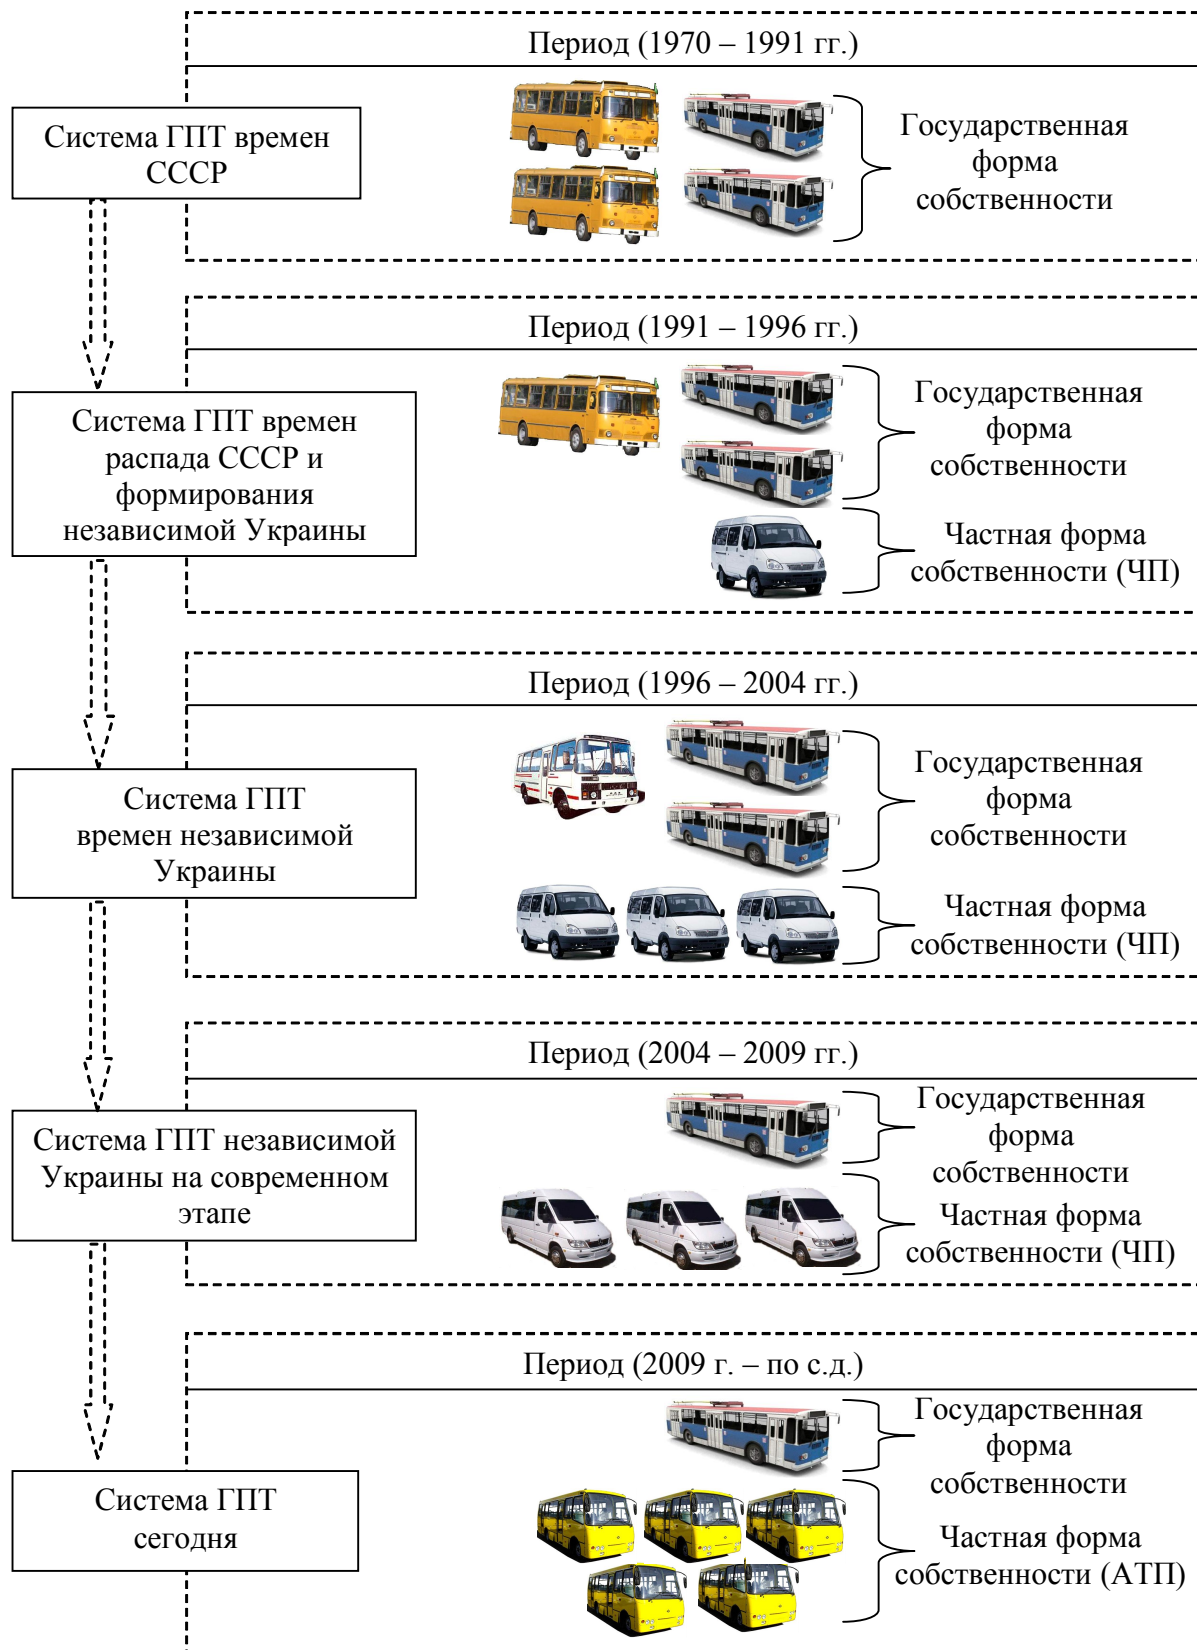 Период (1970 – 1991 гг.)
Система ГПТ времен
СССР
Государственная
форма
собственности
Период (1991 – 1996 гг.)
Система ГПТ времен
распада СССР и
формирования
независимой Украины
Государственная
форма
собственности
Частная форма
собственности (ЧП)
Период (1996 – 2004 гг.)
Система ГПТ
времен независимой
Украины
Государственная
форма
собственности
Частная форма
собственности (ЧП)
Период (2004 – 2009 гг.)
Система ГПТ независимой
Украины на современном
этапе
Государственная
форма
собственности
Частная форма
собственности (ЧП)
Период (2009 г. – по с.д.)
Система ГПТ
сегодня
Государственная
форма
собственности
Частная форма
собственности (АТП)